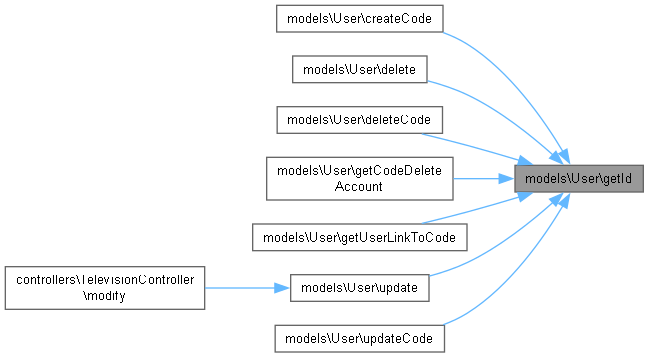 models\User\createCode
models\User\delete
models\User\deleteCode
models\User\getCodeDelete
Account
models\User\getId
models\User\getUserLinkToCode
controllers\TelevisionController
\modify
models\User\update
models\User\updateCode